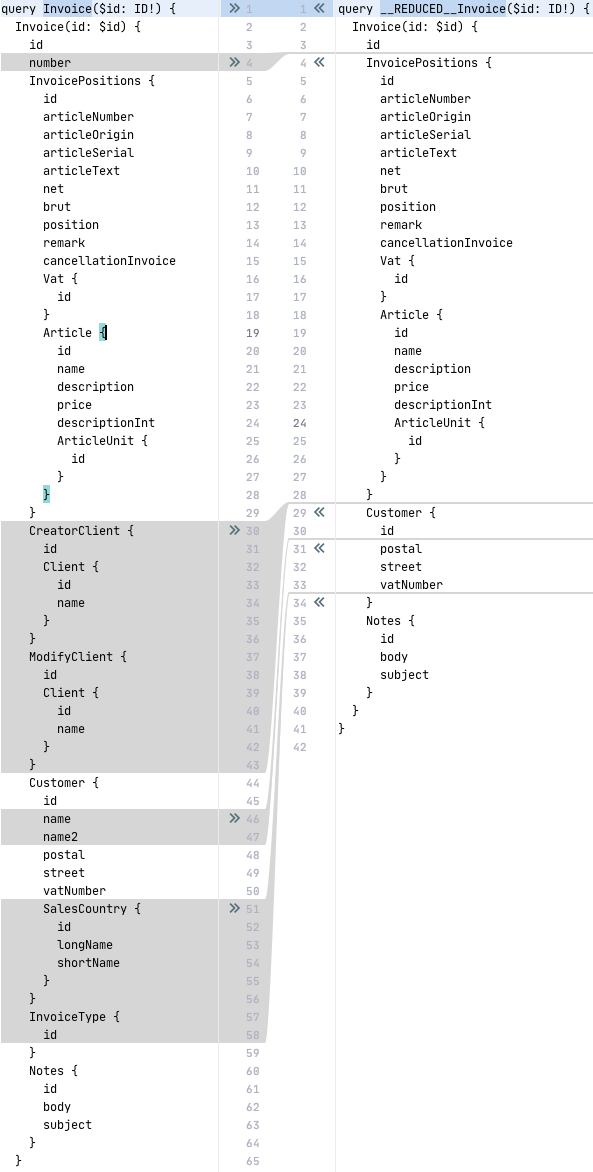 query Invoice($id: ID!) {
Invoice(id: $id) {
id
number
InvoicePositions {
id
articleNumber
articleOrigin
articleSerial
articleText
net
brut
position
remark
cancellationInvoice
Vat {
id
}
Article {
id
name
description
price
descriptionInt
ArticleUnit {
id
}
}
}
CreatorClient {
id
Client {
id
name
}
}
ModifyClient {
id
Client {
id
name
}
}
Customer {
id
name
name2
postal
street
vatNumber
SalesCountry {
id
longName
shortName
}
}
InvoiceType {
id
}
Notes {
id
body
subject
}
}
1
2
3
4
5
6
7
8
9
10
11
12
13
14
15
16
17
18
19
20
21
22
23
24
25
26
27
28
29
30
31
32
33
34
35
36
37
38
39
40
41
42
43
44
45
46
47
48
49
50
51
52
53
54
55
56
57
58
59
60
61
62
63
64
65
1
2
3
4
5
6
7
8
9
10
11
12
13
14
15
16
17
18
19
20
21
22
23
24
25
26
27
28
29
30
31
32
33
34
35
36
37
38
39
40
41
42
query __REDUCED__Invoice($id: ID!) {
Invoice(id: $id) {
id
InvoicePositions {
id
articleNumber
articleOrigin
articleSerial
articleText
net
brut
position
remark
cancellationInvoice
Vat {
id
}
Article {
id
name
description
price
descriptionInt
ArticleUnit {
id
}
}
}
Customer {
id
postal
street
vatNumber
}
Notes {
id
body
subject
}
}
}